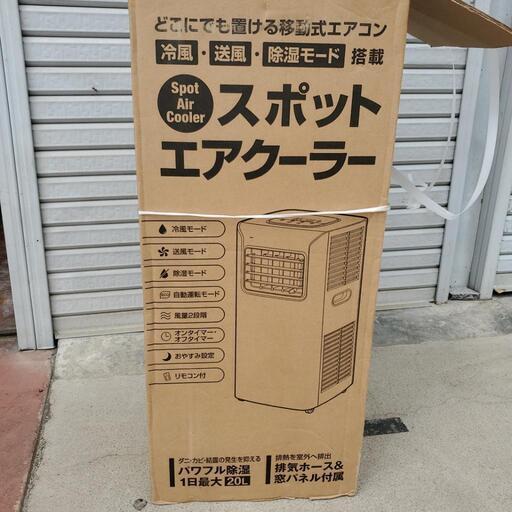 どこにでも置ける移動式エアコン
冷風・送風・除湿モード 搭載
Spot
Air
Cooler
スポット
エアクーラー
冷風モード
送風モード
除湿モード
自動運転モード
風量2段階
オンタイマー・
オフタイマー
おやすみ設定
リモコン付
ダニ・カビ・結露の発生を抑える
パワフル除湿
1日最大20L
排熱を室外へ排出
排気ホース&
窓パネル付属